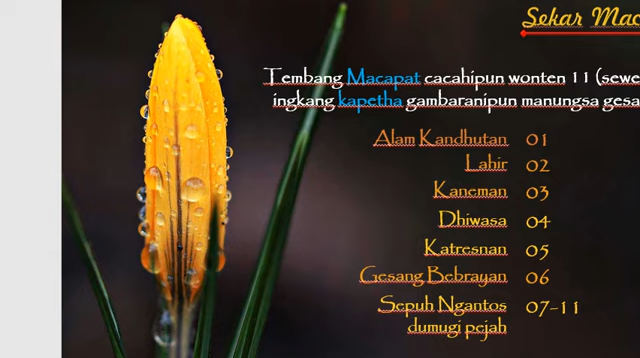 Sekar Mac
Tembang Macapat cacahipun wonten 11 (sewe
ingkang kapetha gambaranipun manungsa gesa
Alam Kandhutan 01
Lahir 02
Kaneman 03
Dhiwasa 04
Katresnan 05
Gesang Bebrayan 06
Sepuh Ngantos 07-11
dumugi pejah